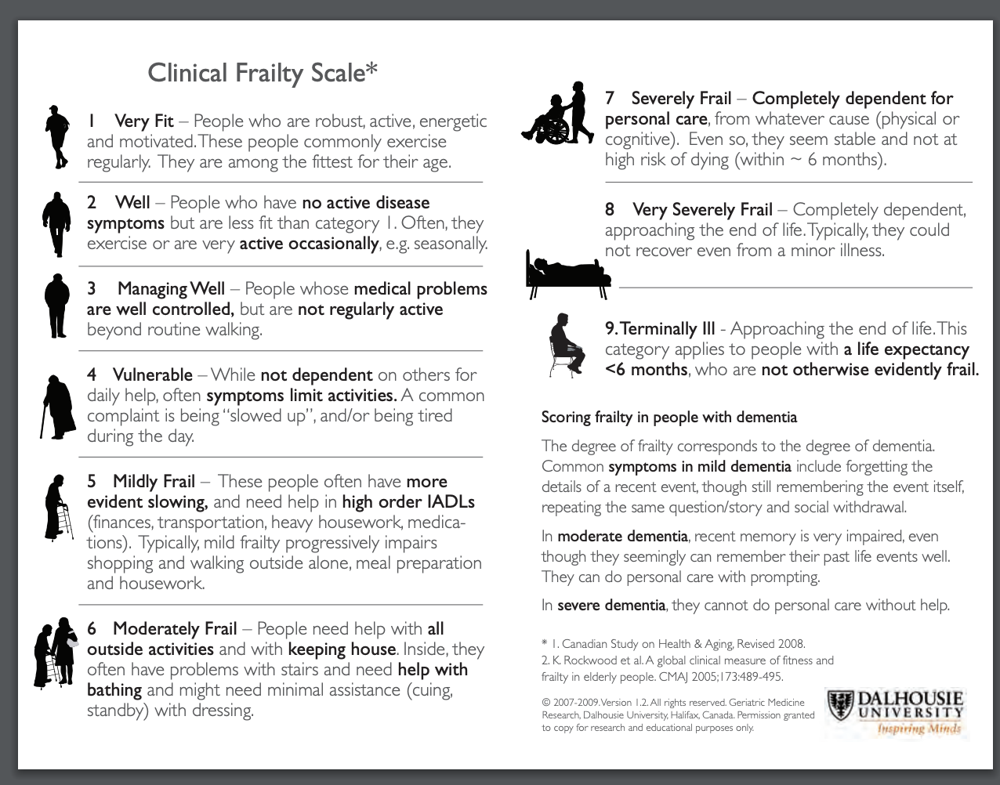 Clinical Frailty Scale*
1 Very Fit – People who are robust, active, energetic
and motivated. These people commonly exercise
regularly. They are among the fittest for their age.
2 Well – People who have no active disease
symptoms but are less fit than category 1. Often, they
exercise or are very active occasionally, e.g. seasonally.
3 Managing Well – People whose medical problems
are well controlled, but are not regularly active
beyond routine walking.
4 Vulnerable – While not dependent on others for
daily help, often symptoms limit activities. A common
complaint is being “slowed up”, and/or being tired
during the day.
5 Mildly Frail – These people often have more
evident slowing, and need help in high order IADLs
(finances, transportation, heavy housework, medica-
tions). Typically, mild frailty progressively impairs
shopping and walking outside alone, meal preparation
and housework.
6 Moderately Frail – People need help with all
outside activities and with keeping house. Inside, they
often have problems with stairs and need help with
bathing and might need minimal assistance (cuing,
standby) with dressing.
7 Severely Frail – Completely dependent for
personal care, from whatever cause (physical or
cognitive). Even so, they seem stable and not at
high risk of dying (within ~ 6 months).
8 Very Severely Frail – Completely dependent,
approaching the end of life. Typically, they could
not recover even from a minor illness.
9. Terminally Ill - Approaching the end of life. This
category applies to people with a life expectancy
<6 months, who are not otherwise evidently frail.
Scoring frailty in people with dementia
The degree of frailty corresponds to the degree of dementia.
Common symptoms in mild dementia include forgetting the
details of a recent event, though still remembering the event itself,
repeating the same question/story and social withdrawal.
In moderate dementia, recent memory is very impaired, even
though they seemingly can remember their past life events well.
They can do personal care with prompting.
In severe dementia, they cannot do personal care without help.
* 1. Canadian Study on Health & Aging, Revised 2008.
2. K. Rockwood et al. A global clinical measure of fitness and
frailty in elderly people. CMAJ 2005;173:489-495.
© 2007-2009. Version 1.2. All rights reserved. Geriatric Medicine
Research, Dalhousie University, Halifax, Canada. Permission granted
to copy for research and educational purposes only.
DALHOUSIE
UNIVERSITY
Inspiring Minds